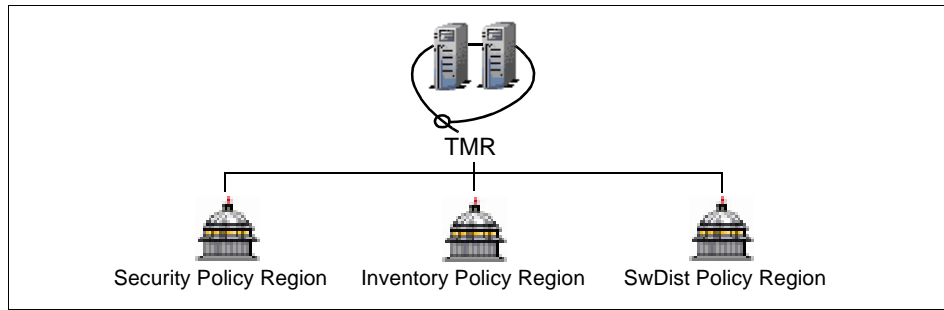 TMR
Security Policy Region
Inventory Policy Region
SwDist Policy Region